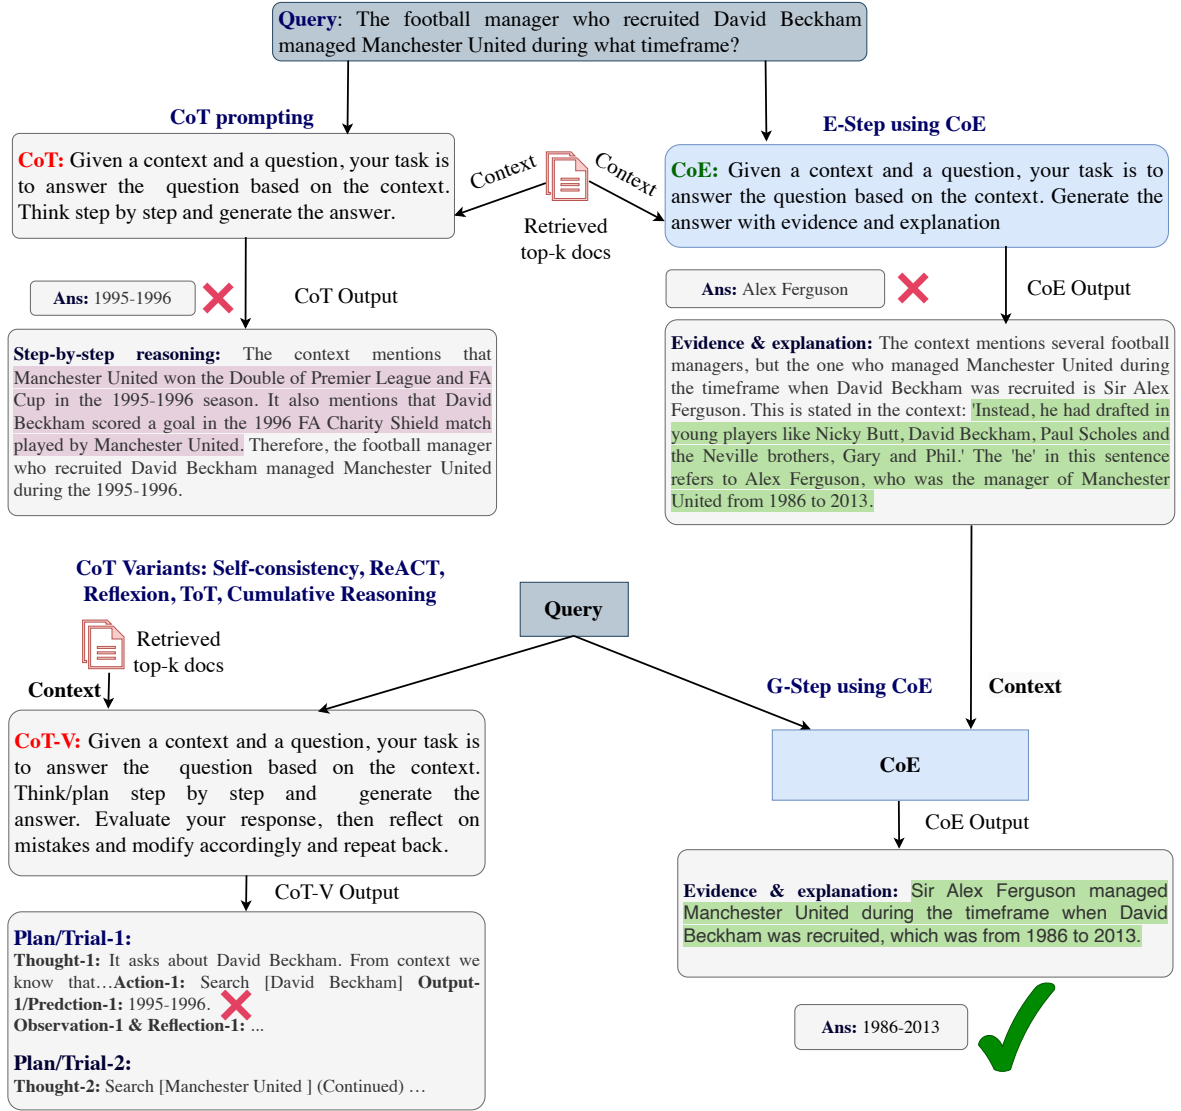 Query: The football manager who recruited David Beckham
managed Manchester United during what timeframe?
CoT prompting
E-Step using CoE
CoT: Given a context and a question, your task is
to answer the question based on the context.
Think step by step and generate the answer.
Context
Context
Retrieved
top-k docs
CoE: Given a context and a question, your task is to
answer the question based on the context. Generate the
answer with evidence and explanation
Ans: 1995-1996
CoT Output
Ans: Alex Ferguson
CoE Output
Step-by-step reasoning: The context mentions that
Manchester United won the Double of Premier League and FA
Cup in the 1995-1996 season. It also mentions that David
Beckham scored a goal in the 1996 FA Charity Shield match
played by Manchester United. Therefore, the football manager
who recruited David Beckham managed Manchester United
during the 1995-1996.
Evidence & explanation: The context mentions several football
managers, but the one who managed Manchester United during
the timeframe when David Beckham was recruited is Sir Alex
Ferguson. This is stated in the context: 'Instead, he had drafted in
young players like Nicky Butt, David Beckham, Paul Scholes and
the Neville brothers, Gary and Phil.' The 'he' in this sentence
refers to Alex Ferguson, who was the manager of Manchester
United from 1986 to 2013.
CoT Variants: Self-consistency, ReACT,
Reflexion, ToT, Cumulative Reasoning
Retrieved
top-k docs
Context
Query
G-Step using CoE
Context
CoT-V: Given a context and a question, your task is
to answer the question based on the context.
Think/plan step by step and generate the
answer. Evaluate your response, then reflect on
mistakes and modify accordingly and repeat back.
CoE
CoE Output
CoT-V Output
Evidence & explanation: Sir Alex Ferguson managed
Manchester United during the timeframe when David
Beckham was recruited, which was from 1986 to 2013.
Plan/Trial-1:
Thought-1: It asks about David Beckham. From context we
know that…Action-1: Search [David Beckham] Output-
1/Predction-1: 1995-1996.
Observation-1 & Reflection-1: ...
Plan/Trial-2:
Thought-2: Search [Manchester United ] (Continued) …
Ans: 1986-2013